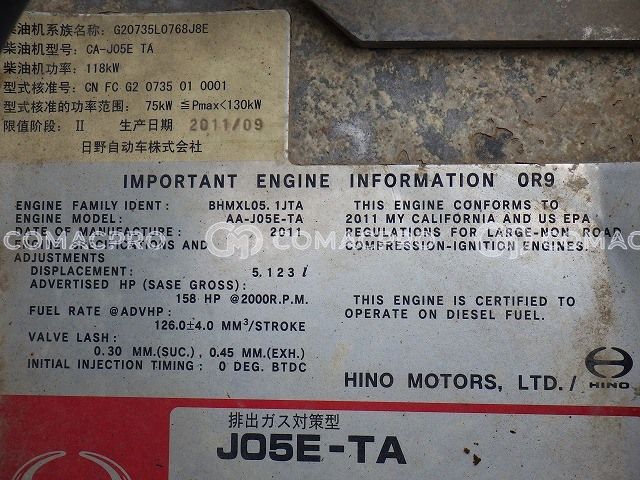 柴油机系族名称: G20735L0768J8E
柴油机型号: CA-J05E TA
柴油机功率: 118kW
型式核准号: CN FC G2 0735 01 0001
型式核准的功率范围: 75kW ≦Pmax<130kW
限值阶段: Ⅱ 生产日期 2011/09
日野自动车株式会社
IMPORTANT ENGINE INFORMATION 0R9
ENGINE FAMILY IDENT: BHMXL05.1JTA
ENGINE MODEL: AA-J05E-TA
DATE OF MANUFACTURE: 2011
SPECIFICATIONS AND
ADJUSTMENTS
DISPLACEMENT: 5.123 ℓ
ADVERTISED HP (SASE GROSS):
158 HP @2000R.P.M.
FUEL RATE @ADVHP:
126.0±4.0 MM³/STROKE
VALVE LASH:
0.30 MM.(SUC.), 0.45 MM.(EXH.)
INITIAL INJECTION TIMING: 0 DEG. BTDC
THIS ENGINE CONFORMS TO
2011 MY CALIFORNIA AND US EPA
REGULATIONS FOR LARGE-NON ROAD
COMPRESSION-IGNITION ENGINES.
THIS ENGINE IS CERTIFIED TO
OPERATE ON DIESEL FUEL.
HINO MOTORS, LTD./
HINO
COMACPRO COMACPRO COMACPRO
排出ガス対策型
J05E-TA